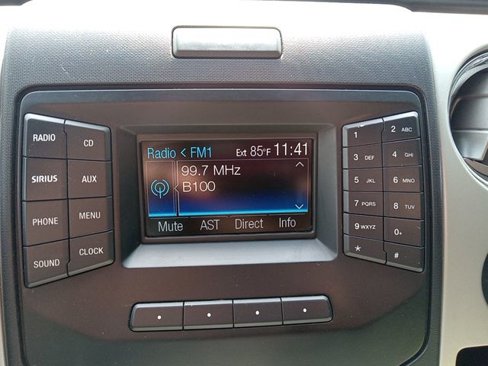 RADIO
CD
SIRIUS
AUX
PHONE
MENU
SOUND
CLOCK
Radio < FM1 Ext 85°F 11:41
99.7 MHz
B100
Mute AST Direct Info
1
2 ABC
3 DEF
4 GHI
5 JKL
6 MNO
7 PQRS
8 TUV
9 WXYZ
0+
*
#